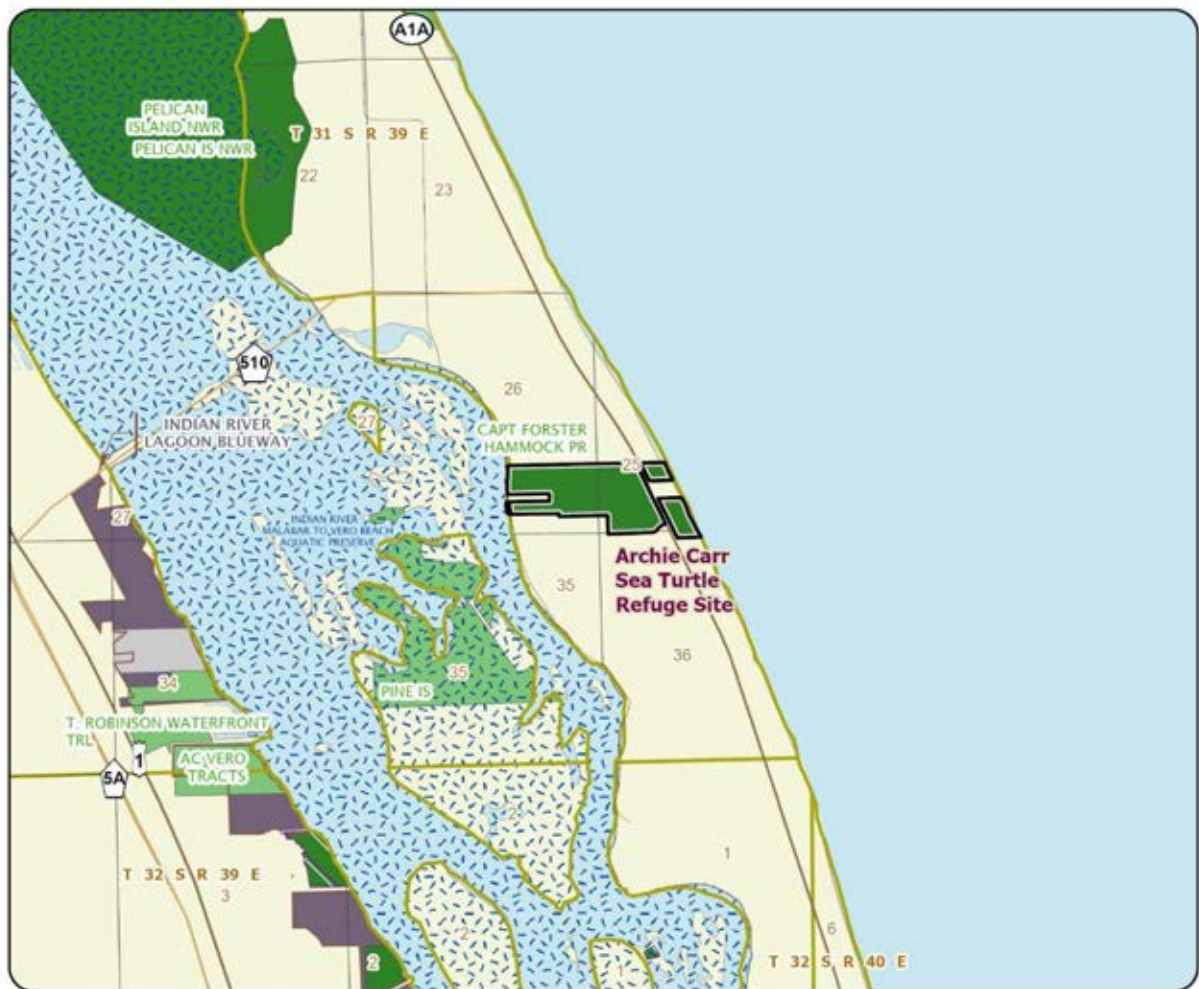 A1A
PELICAN
ISLAND NWR
PELICAN IS NWR
T 31 S R 39 E
22
23
510
26
27
INDIAN RIVER
LAGOON BLUEWAY
CAPT FORSTER
HAMMOCK PR
25
27
INDIAN RIVER
MALABAR TO VERO BEACH
AQUATIC PRESERVE
Archie Carr
Sea Turtle
Refuge Site
35
36
35
34
PINE IS
T. ROBINSON WATERFRONT
TRL
1
AC VERO
TRACTS
5A
2
1
T 32 S R 39 E
3
2
2
1
6
T 32 S R 40 E